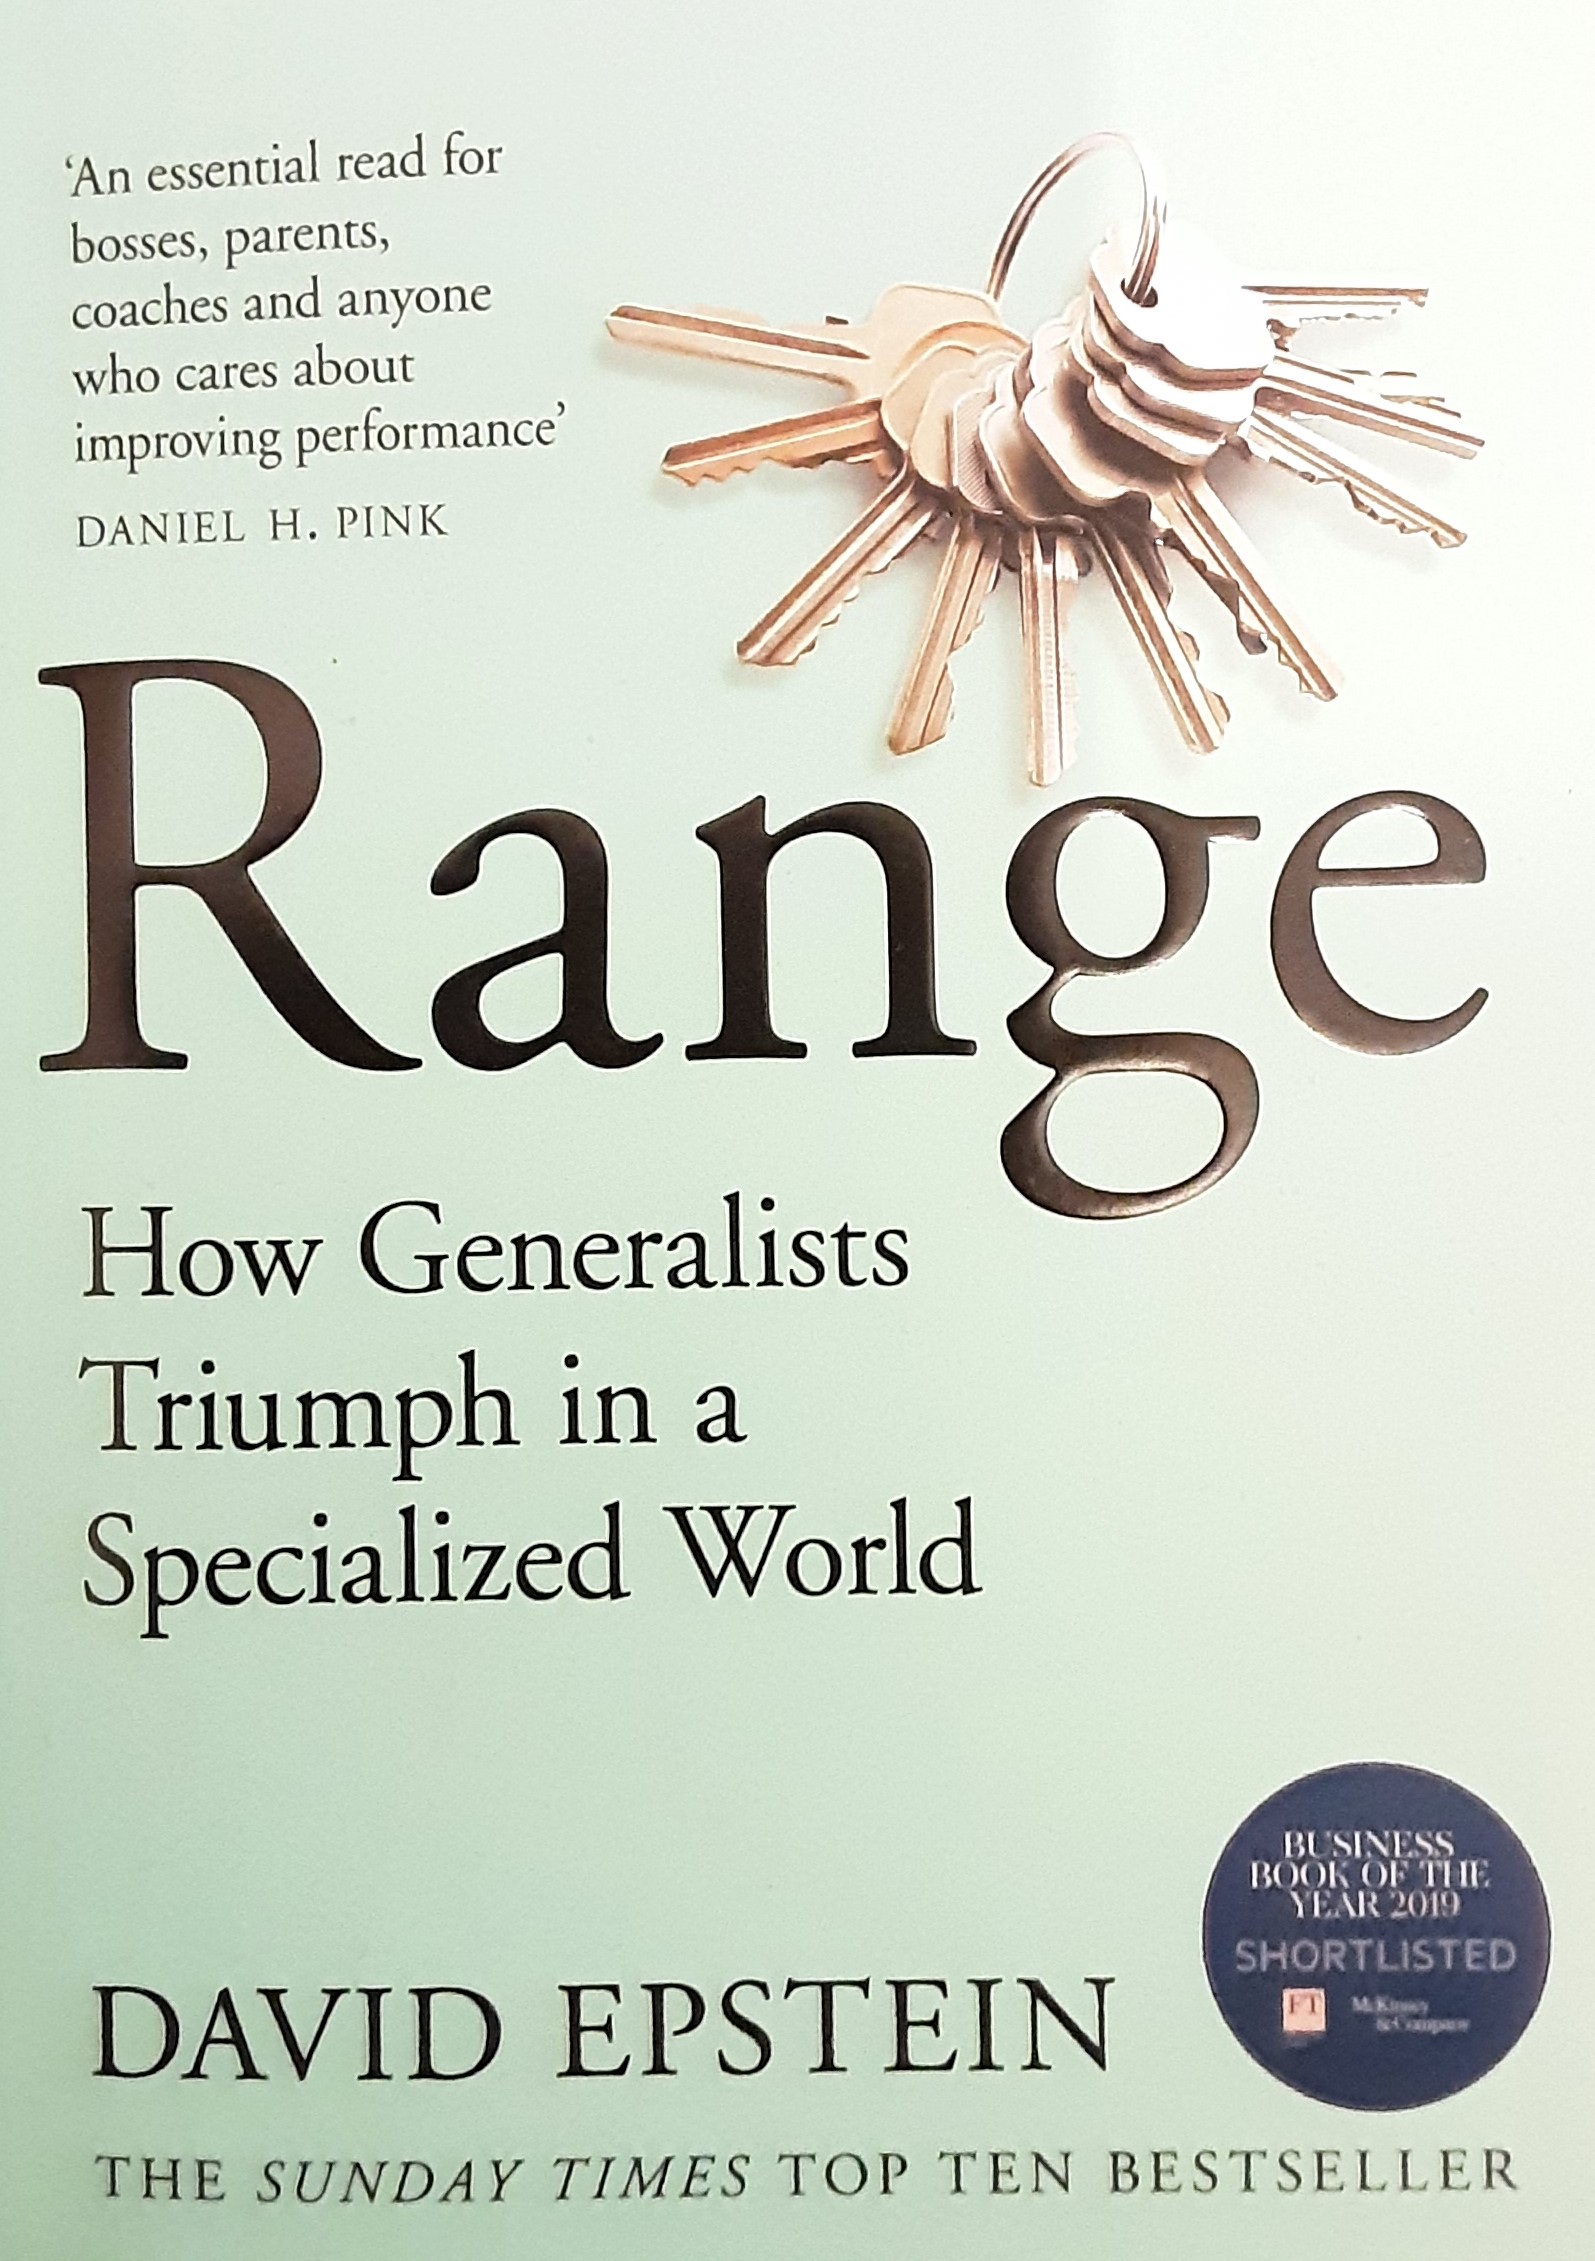 ‘An essential read for
bosses, parents,
coaches and anyone
who cares about
improving performance’
DANIEL H. PINK
Range
How Generalists
Triumph in a
Specialized World
BUSINESS
BOOK OF THE
YEAR 2019
SHORTLISTED
FT
McKinsey
& Company
DAVID EPSTEIN
THE SUNDAY TIMES TOP TEN BESTSELLER